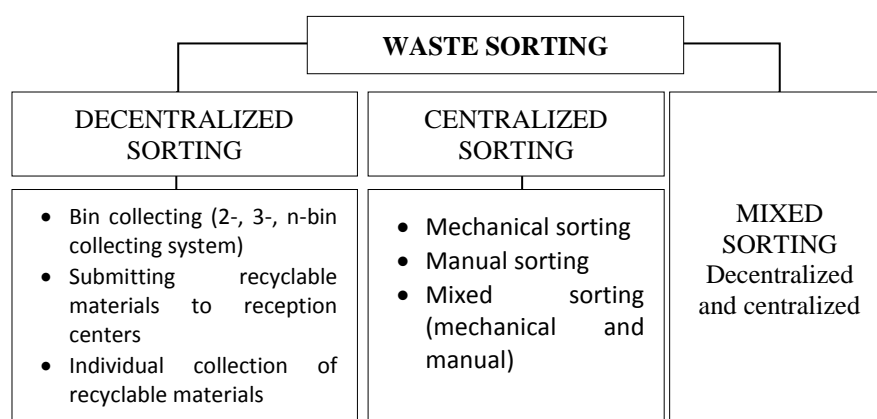 WASTE SORTING
DECENTRALIZED
SORTING
• Bin collecting (2-, 3-, n-bin
collecting system)
• Submitting recyclable
materials to reception
centers
• Individual collection of
recyclable materials
CENTRALIZED
SORTING
• Mechanical sorting
• Manual sorting
• Mixed sorting
(mechanical and
manual)
MIXED
SORTING
Decentralized
and centralized